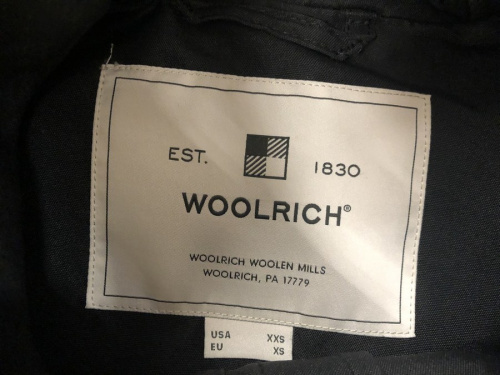 EST. 1830
WOOLRICH®
WOOLRICH WOOLEN MILLS
WOOLRICH, PA 17779
USA XXS
EU XS